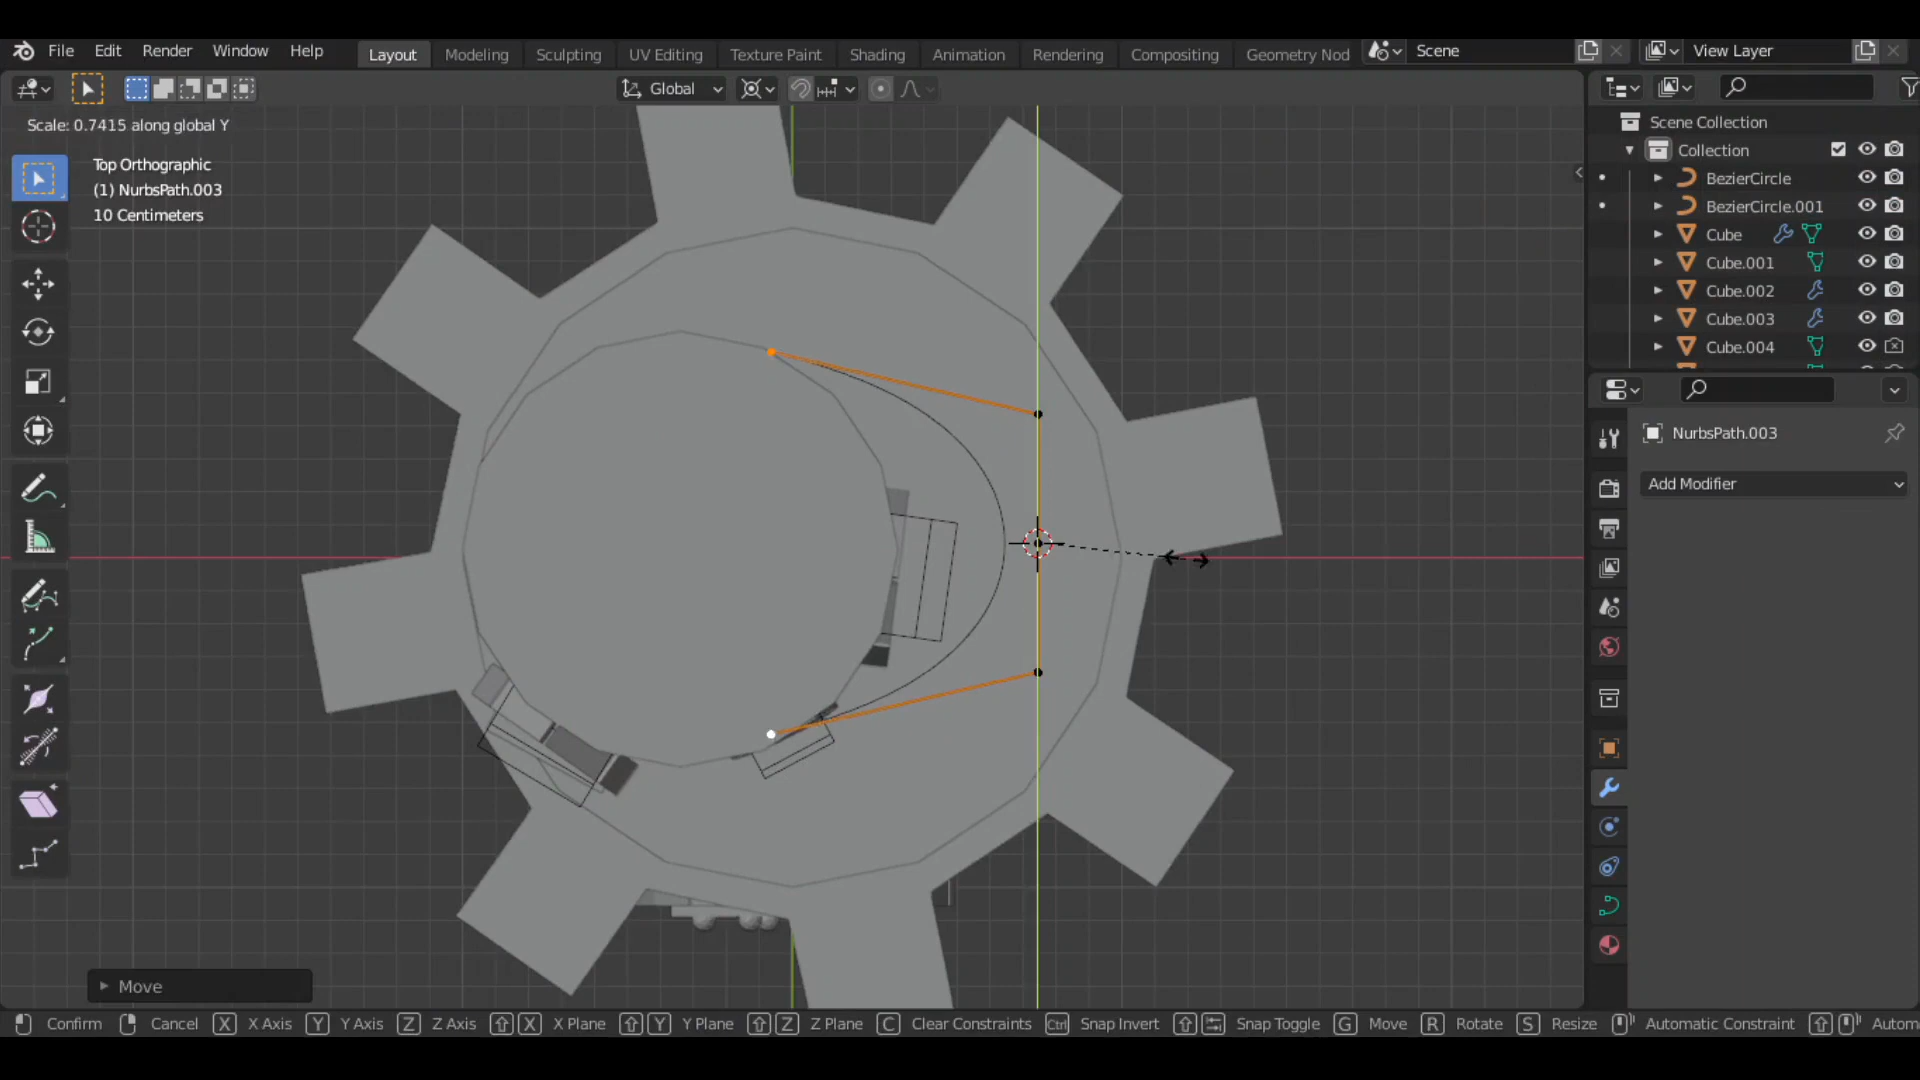 File Edit Render Window Help Layout Modeling Sculpting UV Editing Texture Paint Shading Animation Rendering Compositing Geometry Nod Scene View Layer
Global
Scale: 0.7415 along global Y
Top Orthographic
(1) NurbsPath.003
10 Centimeters
Scene Collection
Collection
BezierCircle
BezierCircle.001
Cube
Cube.001
Cube.002
Cube.003
Cube.004
NurbsPath.003
Add Modifier
Move
Confirm Cancel X X Axis Y Y Axis Z Z Axis X X Plane Y Y Plane Z Z Plane C Clear Constraints Ctrl Snap Invert Snap Toggle G Move R Rotate S Resize Automatic Constraint Autom